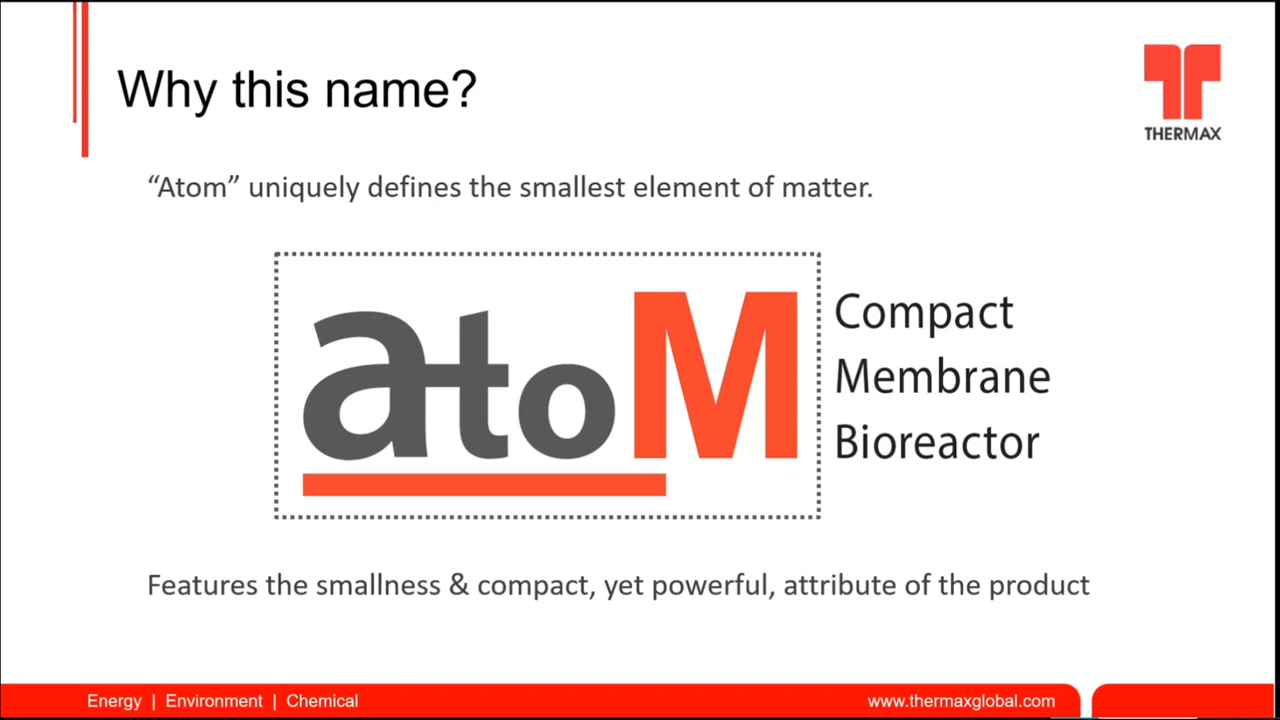 Why this name?
THERMAX
“Atom” uniquely defines the smallest element of matter.
atoM
Compact
Membrane
Bioreactor
Features the smallness & compact, yet powerful, attribute of the product
Energy | Environment | Chemical
www.thermaxglobal.com